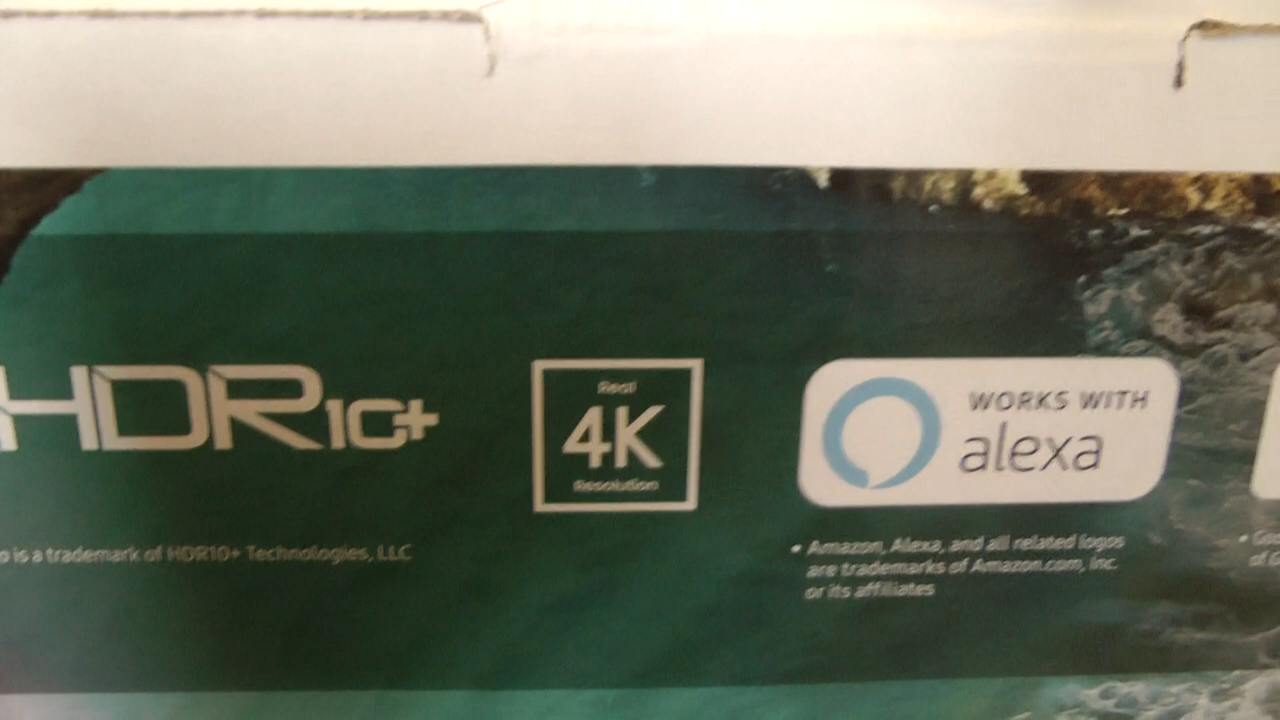 HDR10+
Real
4K
Resolution
WORKS WITH
alexa
is a trademark of HDR10+ Technologies, LLC
• Amazon, Alexa, and all related logos
are trademarks of Amazon.com, Inc.
or its affiliates